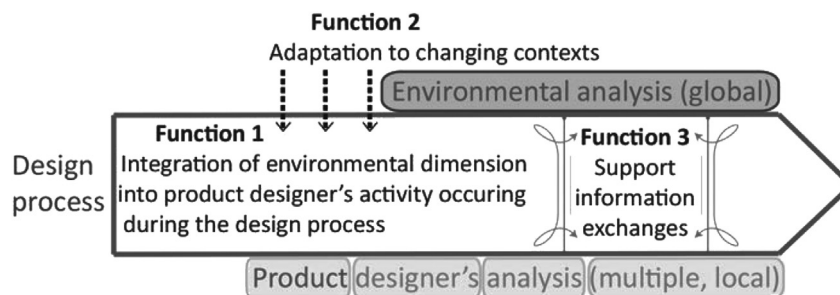 Function 2
Adaptation to changing contexts
Environmental analysis (global)
Design
process
Function 1
Integration of environmental dimension
into product designer's activity occuring
during the design process
Function 3
Support
information
exchanges
Product designer's analysis (multiple, local)